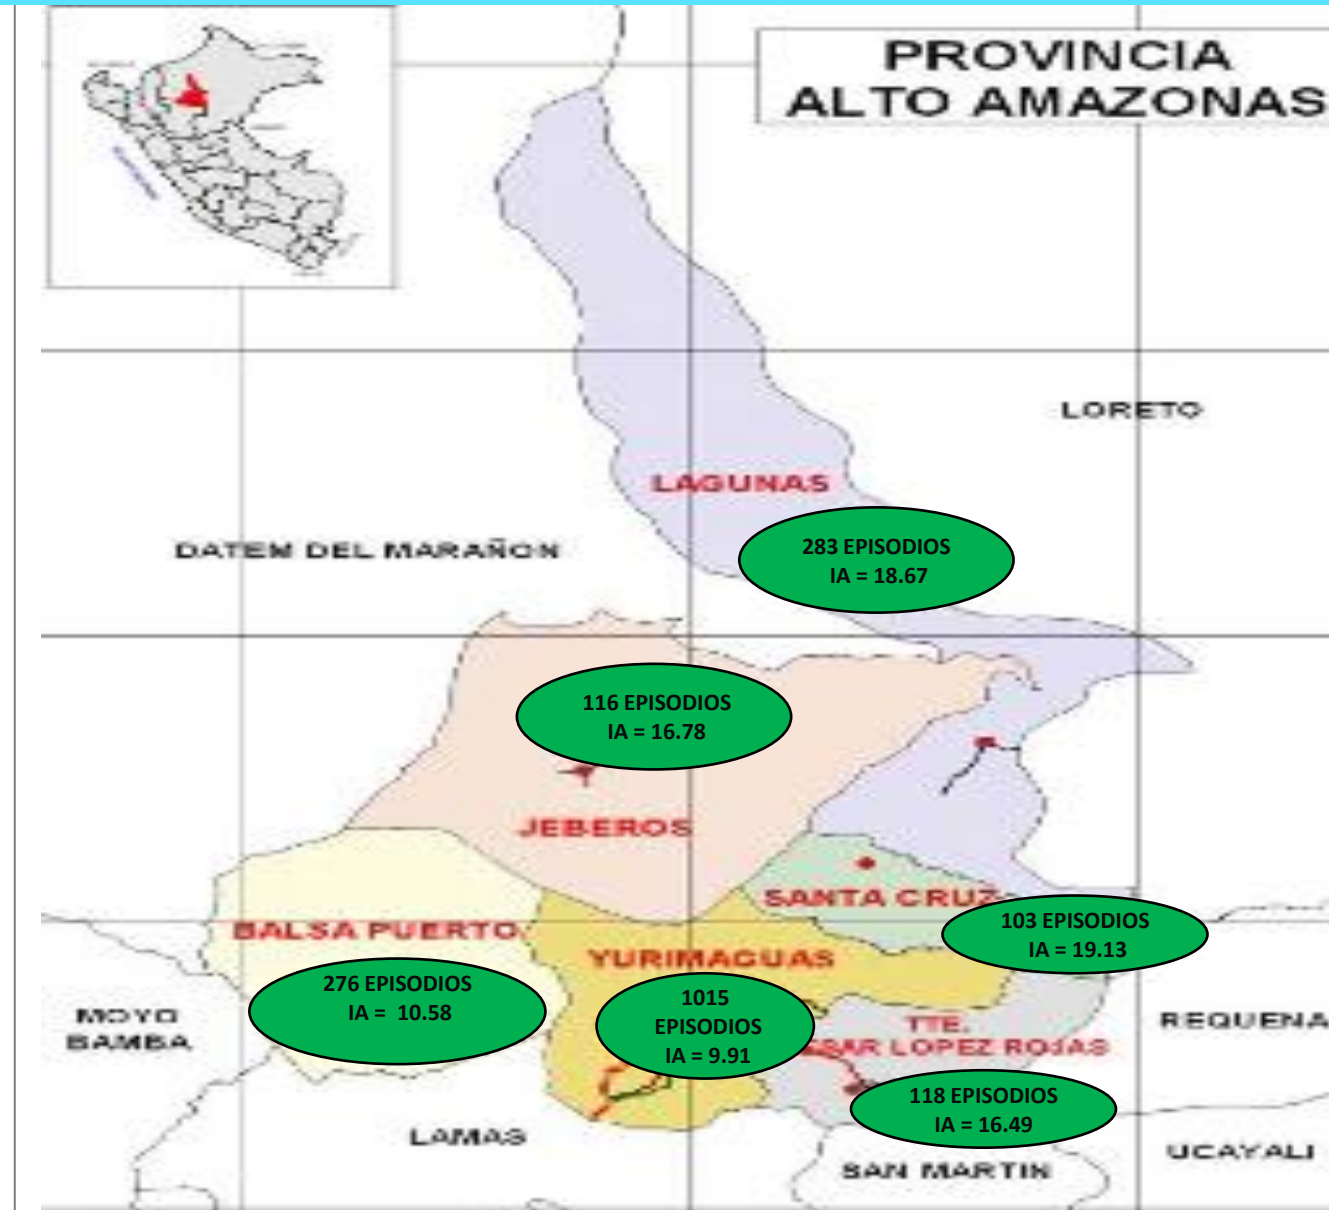 PROVINCIA
ALTO AMAZONAS
LORETO
LAGUNAS
DATEM DEL MARAÑON
283 EPISODIOS
IA = 18.67
116 EPISODIOS
IA = 16.78
JEBEROS
SANTA CRUZ
103 EPISODIOS
IA = 19.13
BALSA PUERTO
YURIMAGUAS
276 EPISODIOS
IA = 10.58
1015
EPISODIOS
IA = 9.91
MOYO
BAMBA
TTE.
ESAR LOPEZ ROJAS
REQUENA
118 EPISODIOS
IA = 16.49
LAMAS
SAN MARTIN
UCAYALI